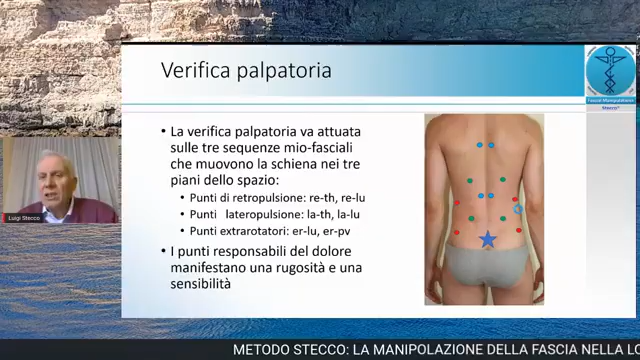 Verifica palpatoria
Fascial Manipulation
Stecco®
• La verifica palpatoria va attuata
sulle tre sequenze mio-fasciali
che muovono la schiena nei tre
piani dello spazio:
• Punti di retropulsione: re-th, re-lu
• Punti lateropulsione: la-th, la-lu
• Punti extrarotatori: er-lu, er-pv
• I punti responsabili del dolore
manifestano una rugosità e una
sensibilità
Luigi Stecco
METODO STECCO: LA MANIPOLAZIONE DELLA FASCIA NELLA LO